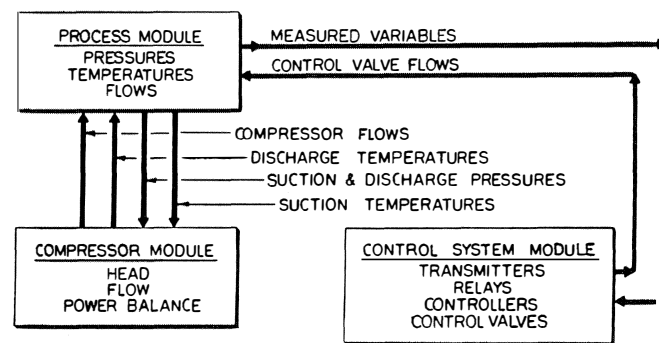 PROCESS MODULE
PRESSURES
TEMPERATURES
FLOWS
MEASURED VARIABLES
CONTROL VALVE FLOWS
COMPRESSOR FLOWS
DISCHARGE TEMPERATURES
SUCTION & DISCHARGE PRESSURES
SUCTION TEMPERATURES
COMPRESSOR MODULE
HEAD
FLOW
POWER BALANCE
CONTROL SYSTEM MODULE
TRANSMITTERS
RELAYS
CONTROLLERS
CONTROL VALVES